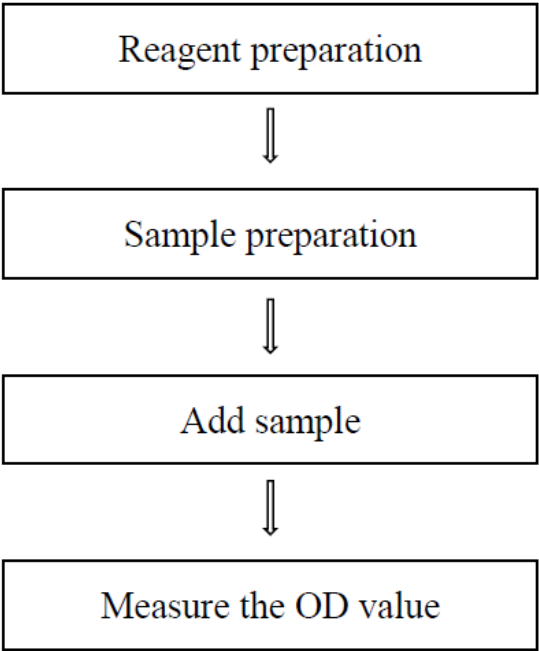 Reagent preparation
Sample preparation
Add sample
Measure the OD value